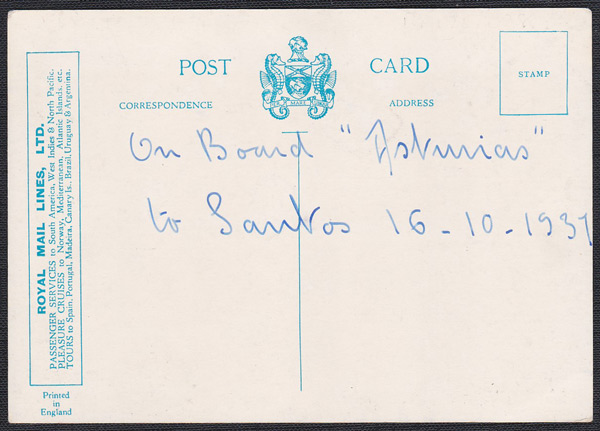 POST CARD
STAMP
CORRESPONDENCE
ADDRESS
On Board "Asturias"
to Santos 16-10-1937
ROYAL MAIL LINES, LTD.
PASSENGER SERVICES to South America, West Indies & North Pacific.
PLEASURE CRUISES to Norway, Mediterranean, Atlantic Islands, etc.
TOURS to Spain, Portugal, Madeira, Canary Is., Brazil, Uruguay & Argentina.
Printed
in
England